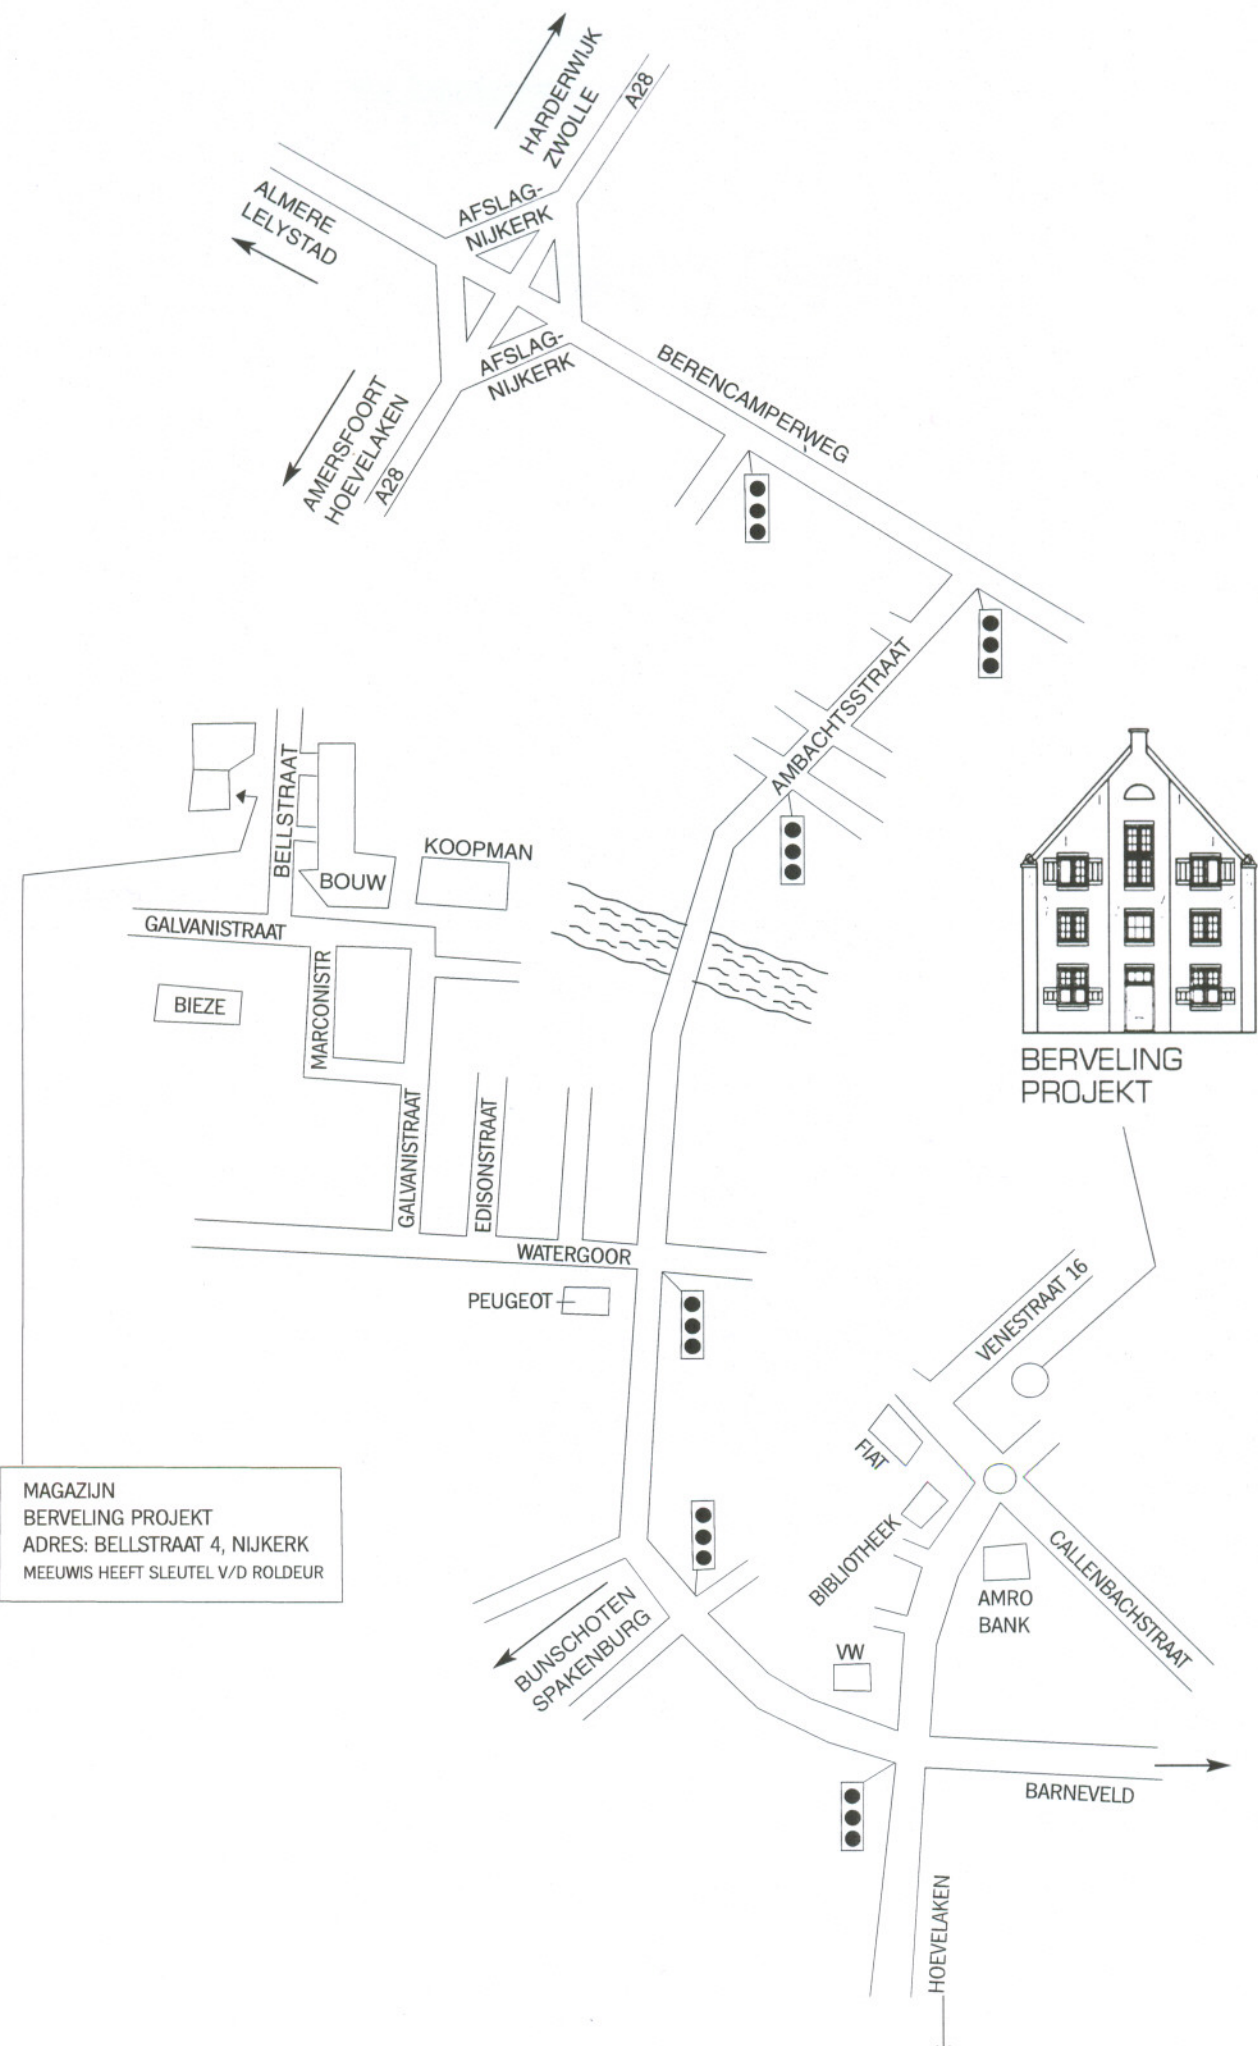 HARDERWIJK
ZWOLLE
A28
ALMERE
LELYSTAD
AFSLAG-
NIJKERK
AFSLAG-
NIJKERK
AMERSFOORT
HOEVELAKEN
A28
BERENCAMPERWEG
AMBACHTSSTRAAT
BELLSTRAAT
KOOPMAN
BOUW
GALVANISTRAAT
MARCONISTR
BIEZE
GALVANISTRAAT
EDISONSTRAAT
WATERGOOR
PEUGEOT
BERVELING
PROJEKT
VENESTRAAT 16
FIAT
BIBLIOTHEEK
CALLENBACHSTRAAT
AMRO
BANK
MAGAZIJN
BERVELING PROJEKT
ADRES: BELLSTRAAT 4, NIJKERK
MEEUWIS HEEFT SLEUTEL V/D ROLDEUR
BUNSCHOTEN
SPAKENBURG
VW
BARNEVELD
HOEVELAKEN